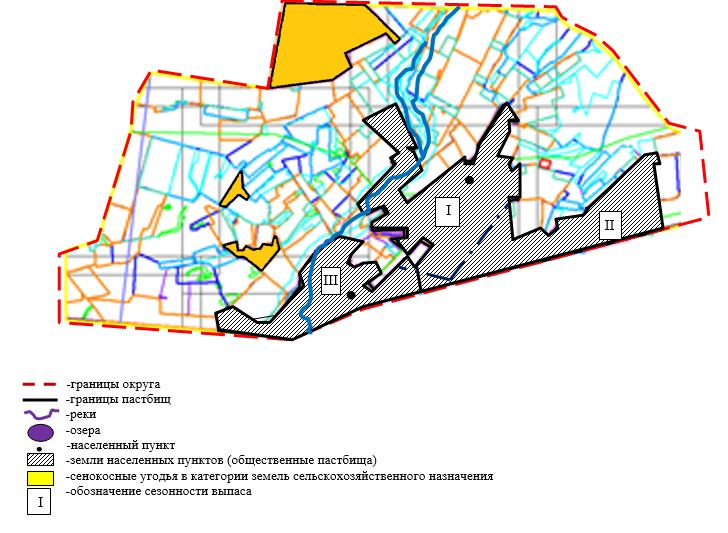 I
II
III
-границы округа
-границы пастбищ
-реки
-озера
-населенный пункт
-земли населенных пунктов (общественные пастбища)
-сенокосные угодья в категории земель сельскохозяйственного назначения
-обозначение сезонности выпаса
I